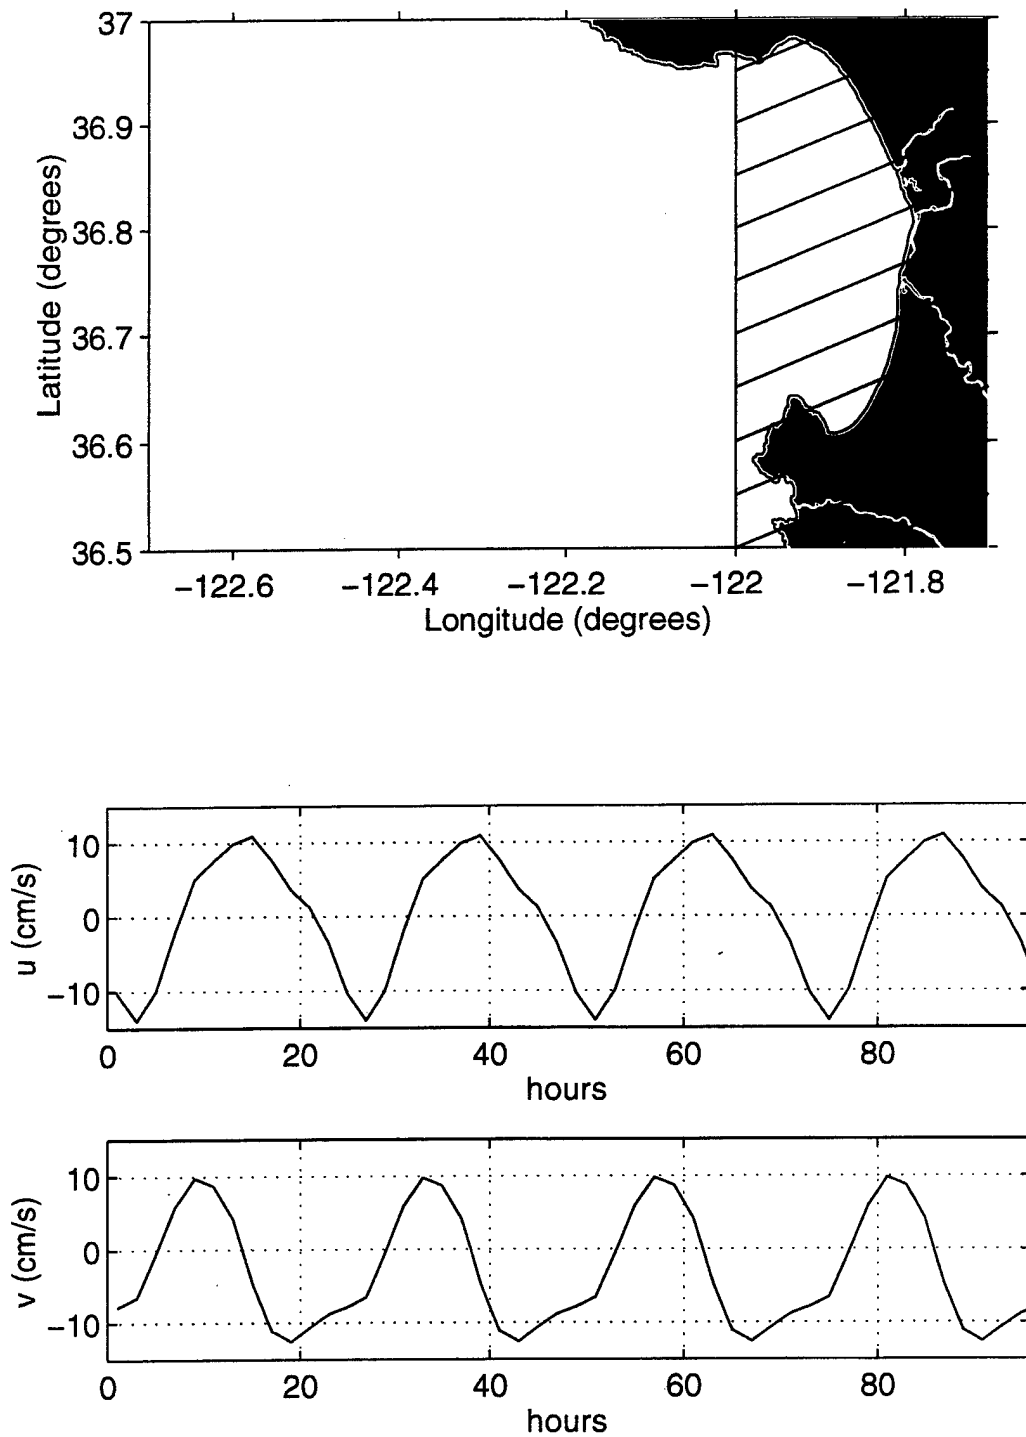 37
36.9
36.8
36.7
36.6
36.5
Latitude (degrees)
−122.6 −122.4 −122.2 −122 −121.8
Longitude (degrees)
10
0
−10
u (cm/s)
0 20 40 60 80
hours
10
0
−10
v (cm/s)
0 20 40 60 80
hours